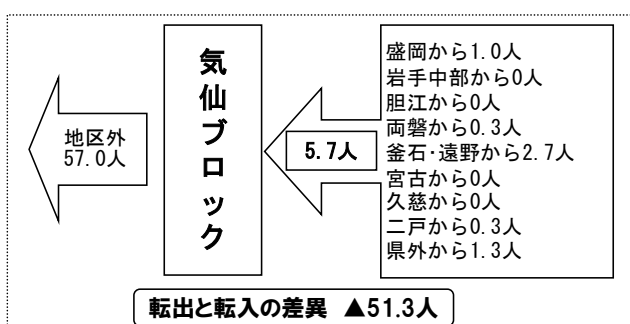 地区外
57.0人
気仙ブロック
5.7人
盛岡から1.0人
岩手中部から0人
胆江から0人
両磐から0.3人
釜石・遠野から2.7人
宮古から0人
久慈から0人
二戸から0.3人
県外から1.3人
転出と転入の差異 ▲51.3人